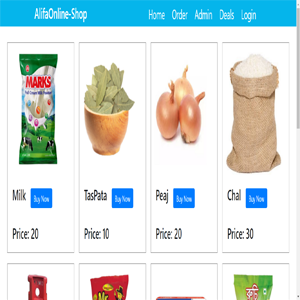 AlifaOnline-Shop
Home Order Admin Deals Login
MARKS
Milk Buy Now
TasPata Buy Now
Peaj Buy Now
Chal Buy Now
Price: 20
Price: 10
Price: 20
Price: 30